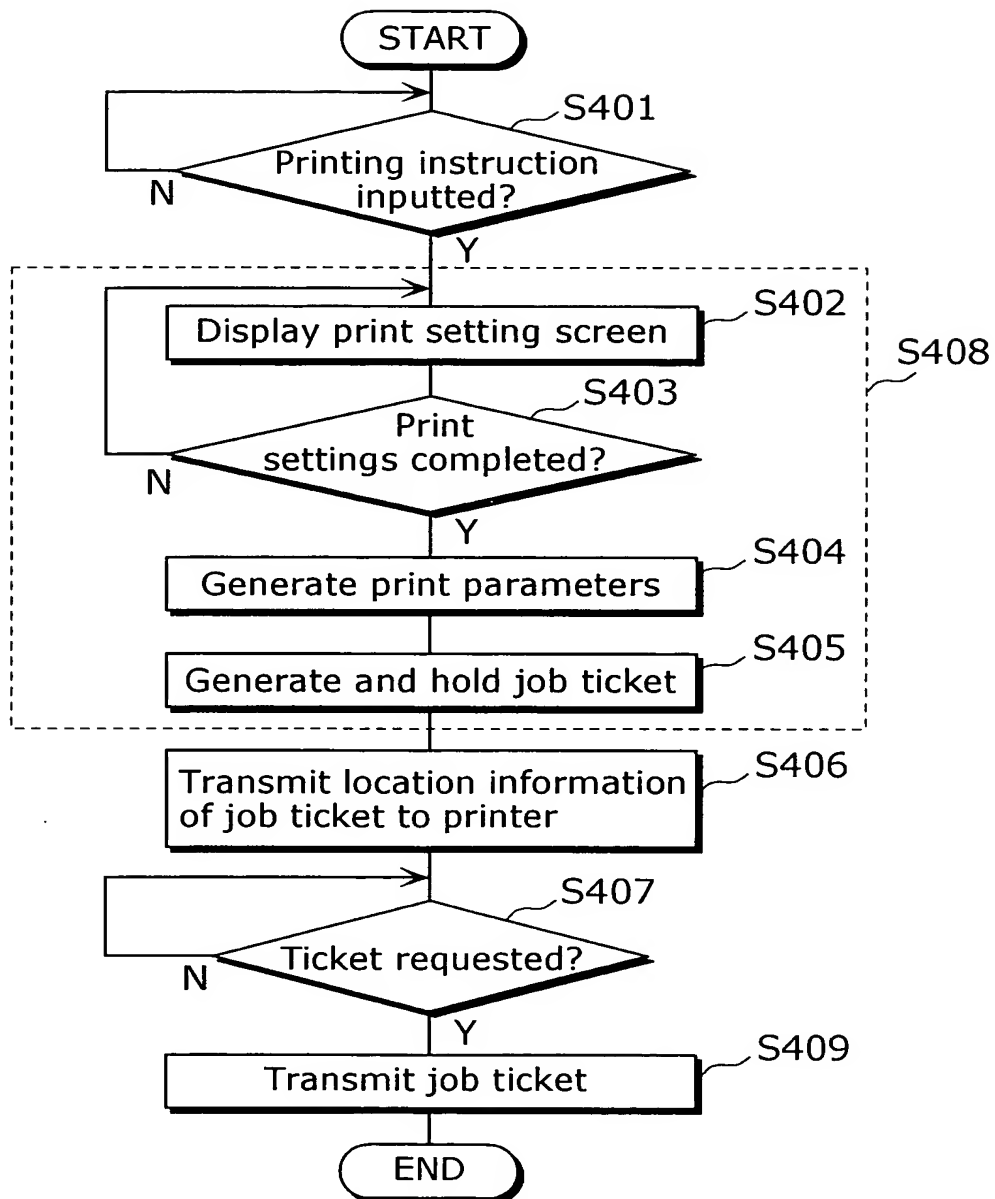 START
S401
Printing instruction
inputted?
N
Y
S402
Display print setting screen
S408
S403
Print
settings completed?
N
Y
S404
Generate print parameters
S405
Generate and hold job ticket
S406
Transmit location information
of job ticket to printer
S407
Ticket requested?
N
Y
S409
Transmit job ticket
END